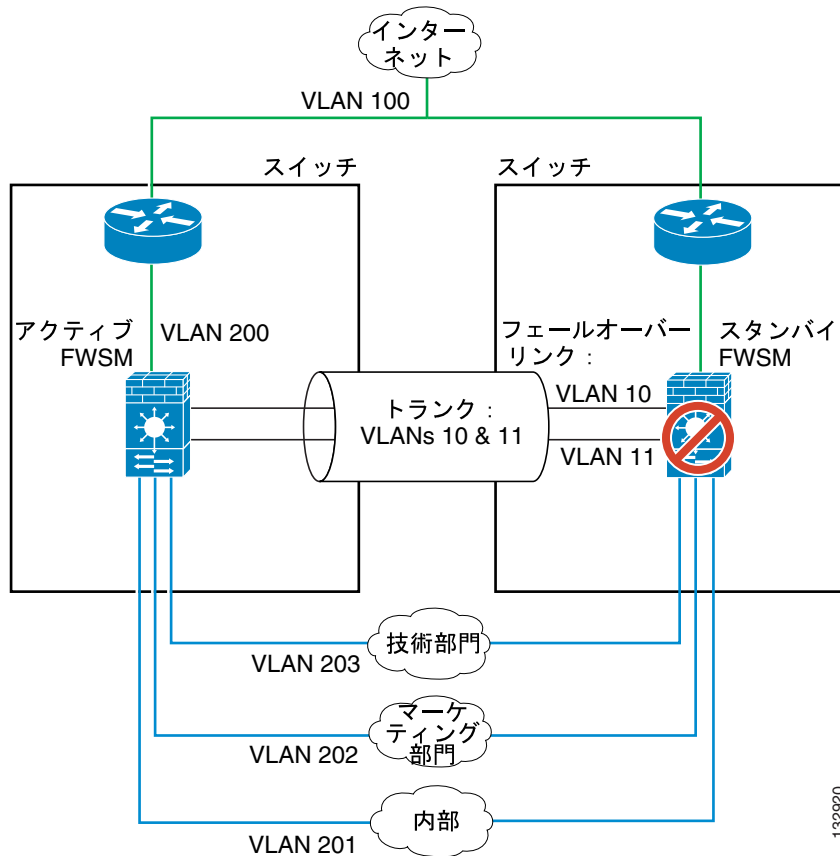 インター
ネット
VLAN 100
スイッチ
スイッチ
アクティブ
FWSM
VLAN 200
フェールオーバー
リンク：
スタンバイ
FWSM
トランク：
VLANs 10 & 11
VLAN 10
VLAN 11
技術部門
VLAN 203
マーケ
ティング
部門
VLAN 202
内部
VLAN 201
132920